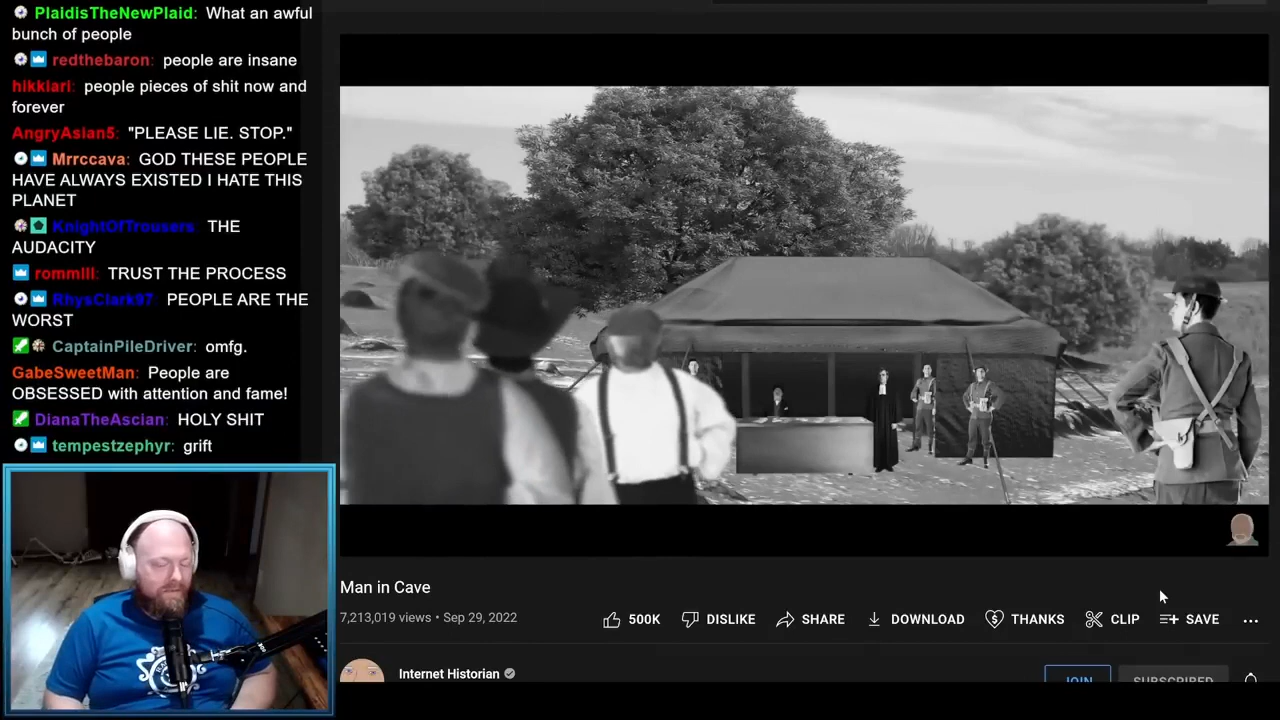 PlaidisTheNewPlaid: What an awful
bunch of people
redthebaron: people are insane
hikklari: people pieces of shit now and
forever
AngryAsian5: "PLEASE LIE. STOP."
Mrrccava: GOD THESE PEOPLE
HAVE ALWAYS EXISTED I HATE THIS
PLANET
KnightOfTrousers: THE
AUDACITY
rommIII: TRUST THE PROCESS
RhysClark97: PEOPLE ARE THE
WORST
CaptainPileDriver: omfg.
GabeSweetMan: People are
OBSESSED with attention and fame!
DianaTheAscian: HOLY SHIT
tempestzephyr: grift
Man in Cave
7,213,019 views • Sep 29, 2022
500K
DISLIKE
SHARE
DOWNLOAD
THANKS
CLIP
SAVE
Internet Historian
JOIN
SUBSCRIBED